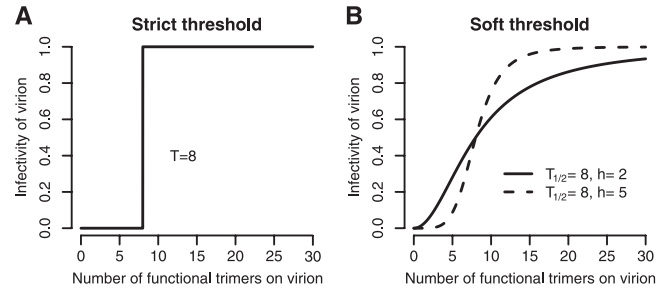 A
Strict threshold
Infectivity of virion
1.0
0.8
0.6
0.4
0.2
0.0
T=8
0 5 10 15 20 25 30
Number of functional trimers on virion
B
Soft threshold
Infectivity of virion
1.0
0.8
0.6
0.4
0.2
0.0
T1/2= 8, h= 2
T1/2= 8, h= 5
0 5 10 15 20 25 30
Number of functional trimers on virion